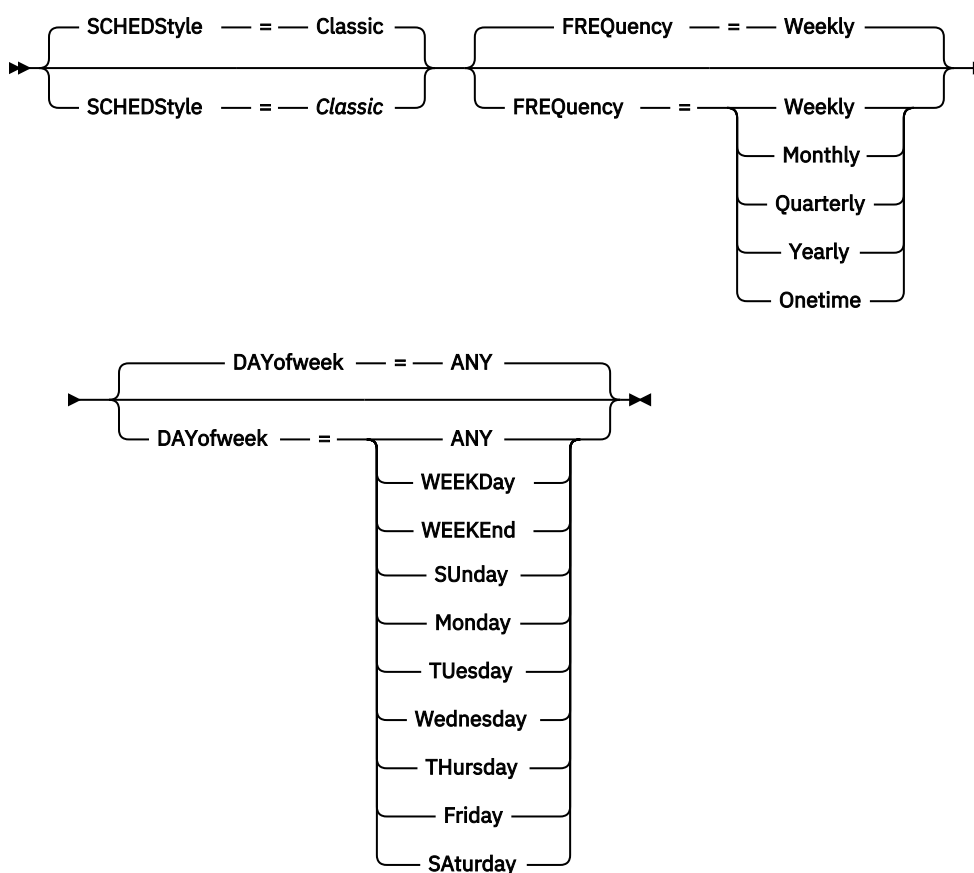 SCHEDStyle = Classic FREQuency = Weekly
SCHEDStyle = Classic FREQuency = Weekly
Monthly
Quarterly
Yearly
Onetime
DAYofweek = ANY
DAYofweek = ANY
WEEKDay
WEEKEnd
SUnday
Monday
TUesday
Wednesday
THursday
Friday
SAturday